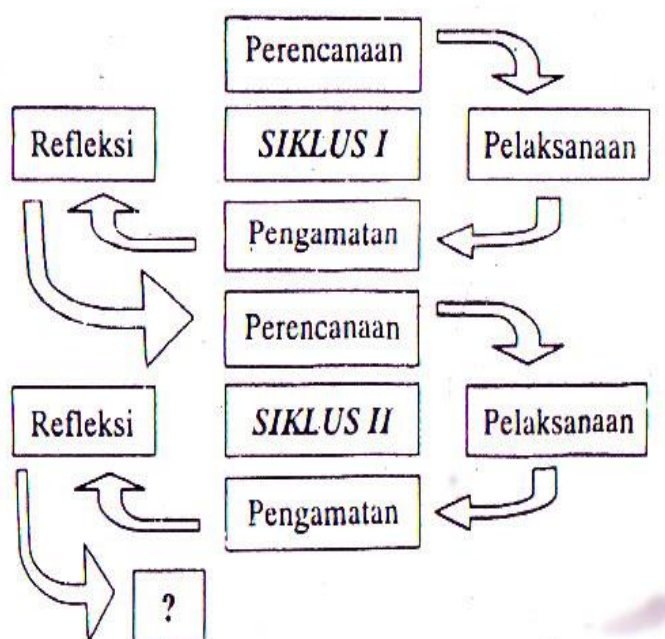 Perencanaan
Refleksi
SIKLUS I
Pelaksanaan
Pengamatan
Perencanaan
Refleksi
SIKLUS II
Pelaksanaan
Pengamatan
?